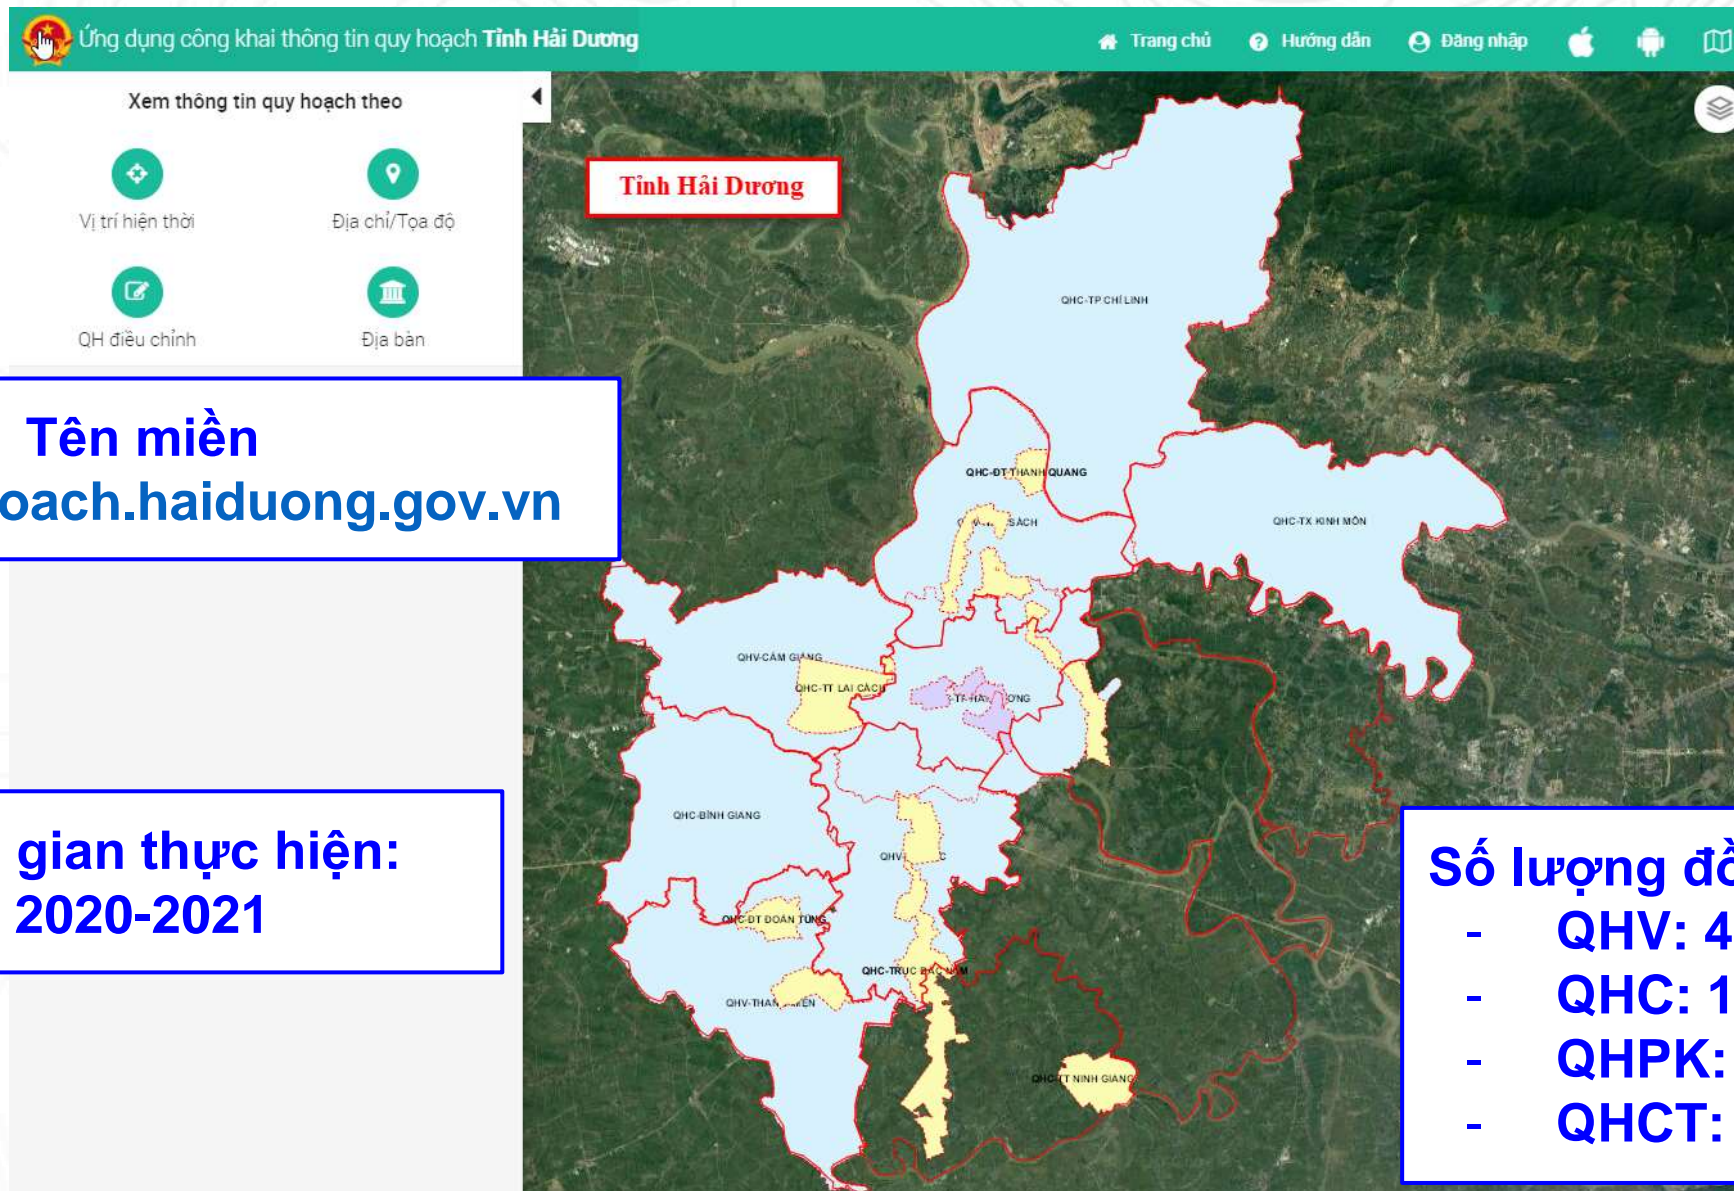 Ứng dụng công khai thông tin quy hoạch Tỉnh Hải Dương
Trang chủ
Hướng dẫn
Đăng nhập
Xem thông tin quy hoạch theo
Vị trí hiện thời
Địa chỉ/Tọa độ
QH điều chỉnh
Địa bàn
Tỉnh Hải Dương
Tên miền
oach.haiduong.gov.vn
gian thực hiện:
2020-2021
QHC-TP CHÍ LINH
QHC-ĐT-THANH QUANG
SÁCH
QHC-TX KINH MÔN
QHV-CẨM GIÀNG
QHC-TT LAI CÁCH
QHC-BÌNH GIANG
QHV-
QHC-ĐT ĐOÀN TÙNG
QHC-TRỤC BẮC NAM
QHC-TT NINH GIANG
Số lượng đồ
- QHV: 4
- QHC: 1
- QHPK:
- QHCT: